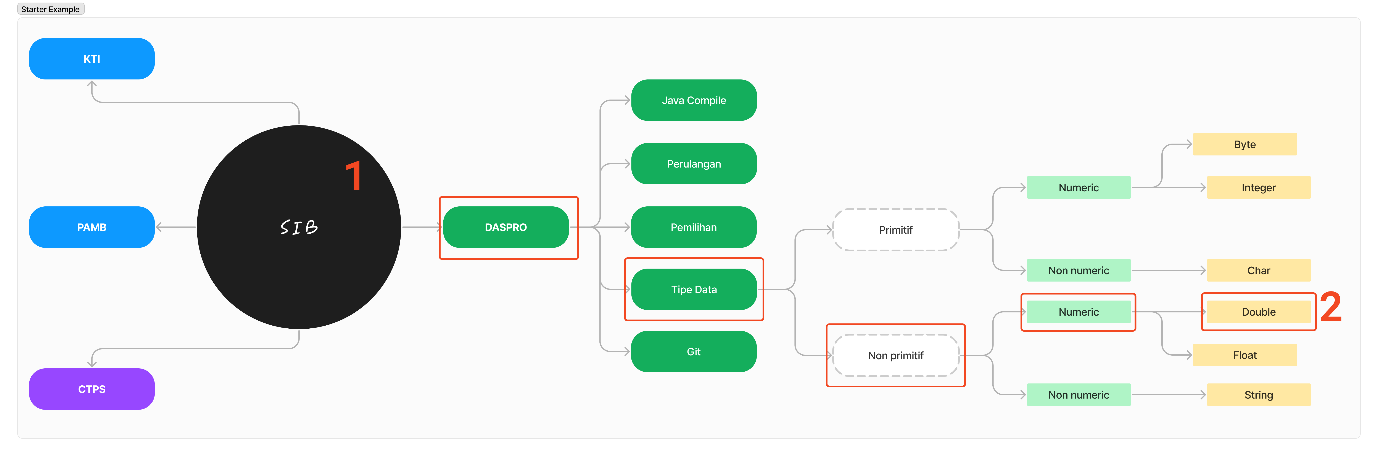 Starter Example
KTI
1
SIB
PAMB
CTPS
DASPRO
Java Compile
Perulangan
Pemilihan
Tipe Data
Git
Primitif
Non primitif
Numeric
Non numeric
Numeric
Non numeric
Byte
Integer
Char
Double
2
Float
String